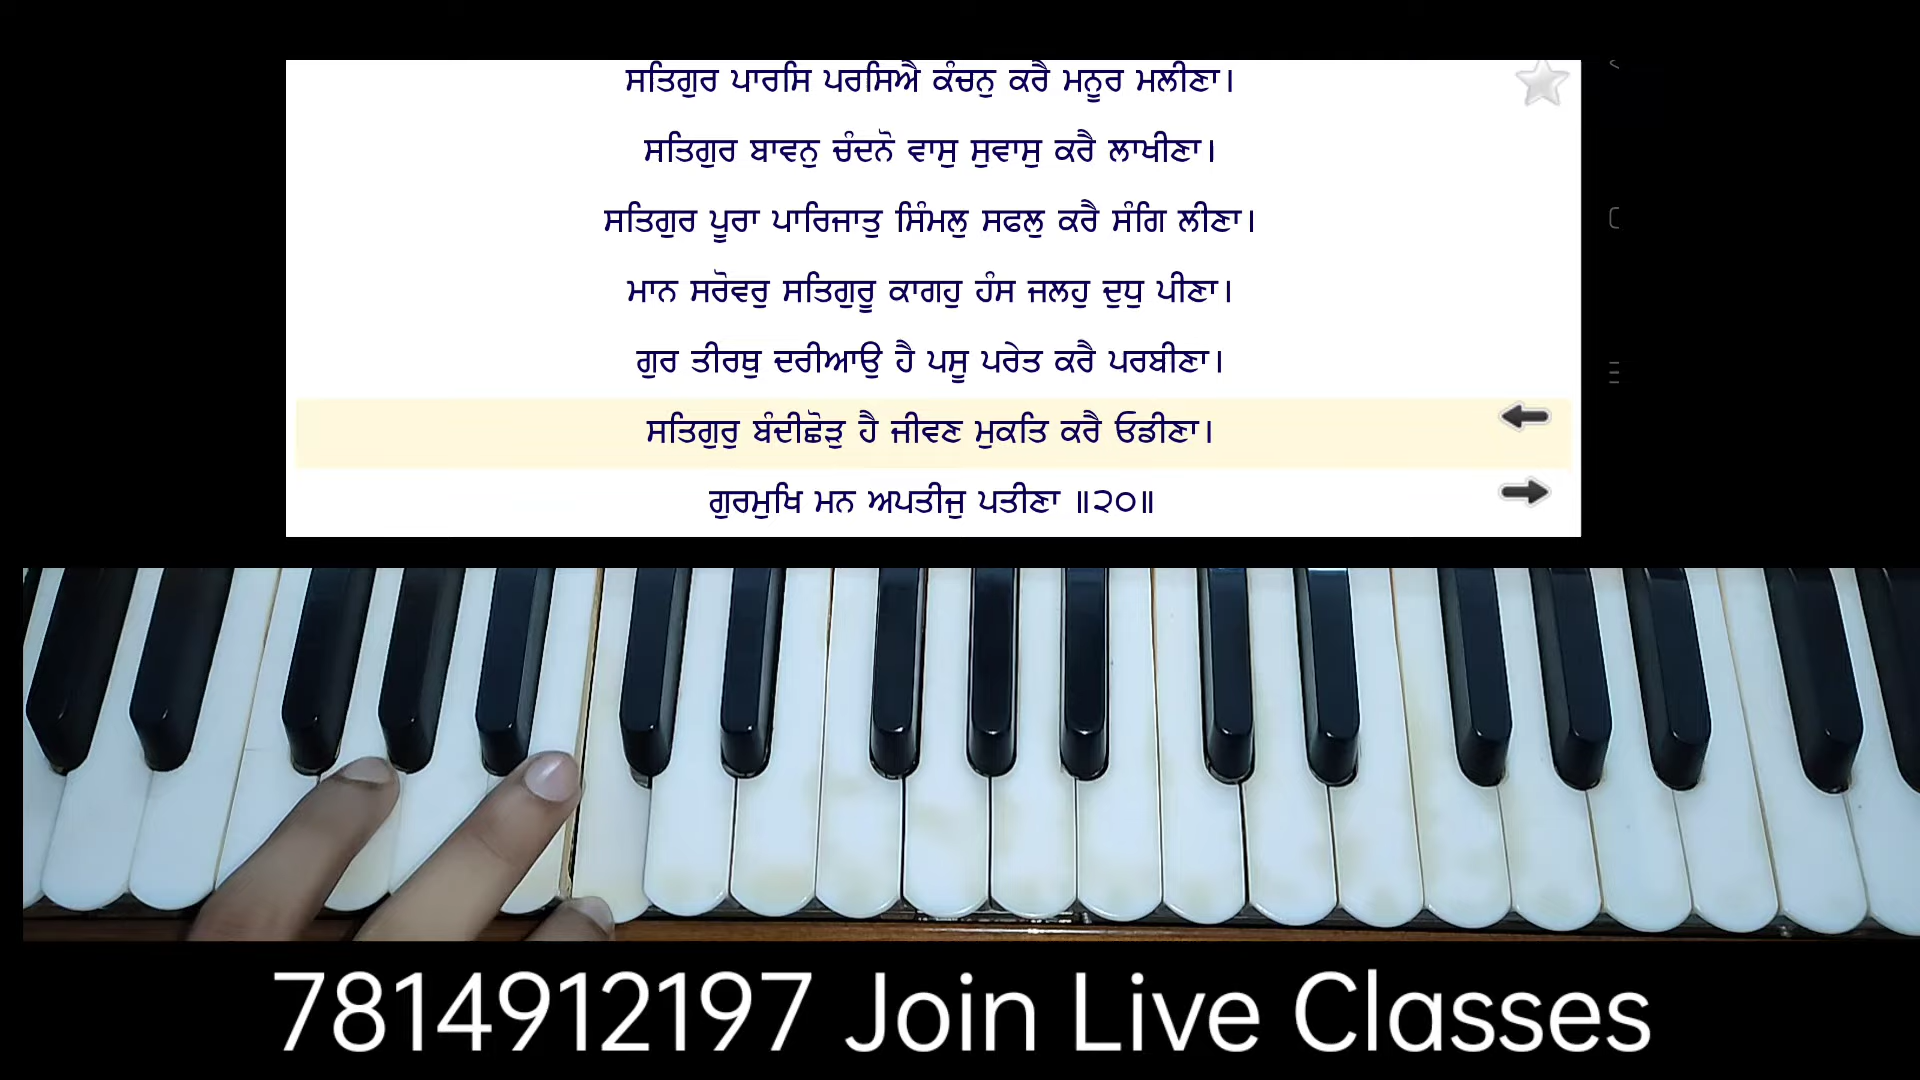 ਸਤਿਗੁਰ ਪਾਰਸਿ ਪਰਸਿਐ ਕੰਚਨੁ ਕਰੈ ਮਨੂਰ ਮਲੀਣਾ।
ਸਤਿਗੁਰ ਬਾਵਨੁ ਚੰਦਨੋ ਵਾਸੁ ਸੁਵਾਸੁ ਕਰੈ ਲਾਖੀਣਾ।
ਸਤਿਗੁਰ ਪੂਰਾ ਪਾਰਿਜਾਤੁ ਸਿੰਮਲੁ ਸਫਲੁ ਕਰੈ ਸੰਗਿ ਲੀਣਾ।
ਮਾਨ ਸਰੋਵਰੁ ਸਤਿਗੁਰੂ ਕਾਗਹੁ ਹੰਸ ਜਲਹੁ ਦੁਧੁ ਪੀਣਾ।
ਗੁਰ ਤੀਰਥੁ ਦਰੀਆਉ ਹੈ ਪਸੂ ਪਰੇਤ ਕਰੈ ਪਰਬੀਣਾ।
ਸਤਿਗੁਰੁ ਬੰਦੀਛੋੜੁ ਹੈ ਜੀਵਣ ਮੁਕਤਿ ਕਰੈ ਓਡੀਣਾ।
ਗੁਰਮੁਖਿ ਮਨ ਅਪਤੀਜੁ ਪਤੀਣਾ ॥੨੦॥
7814912197 Join Live Classes